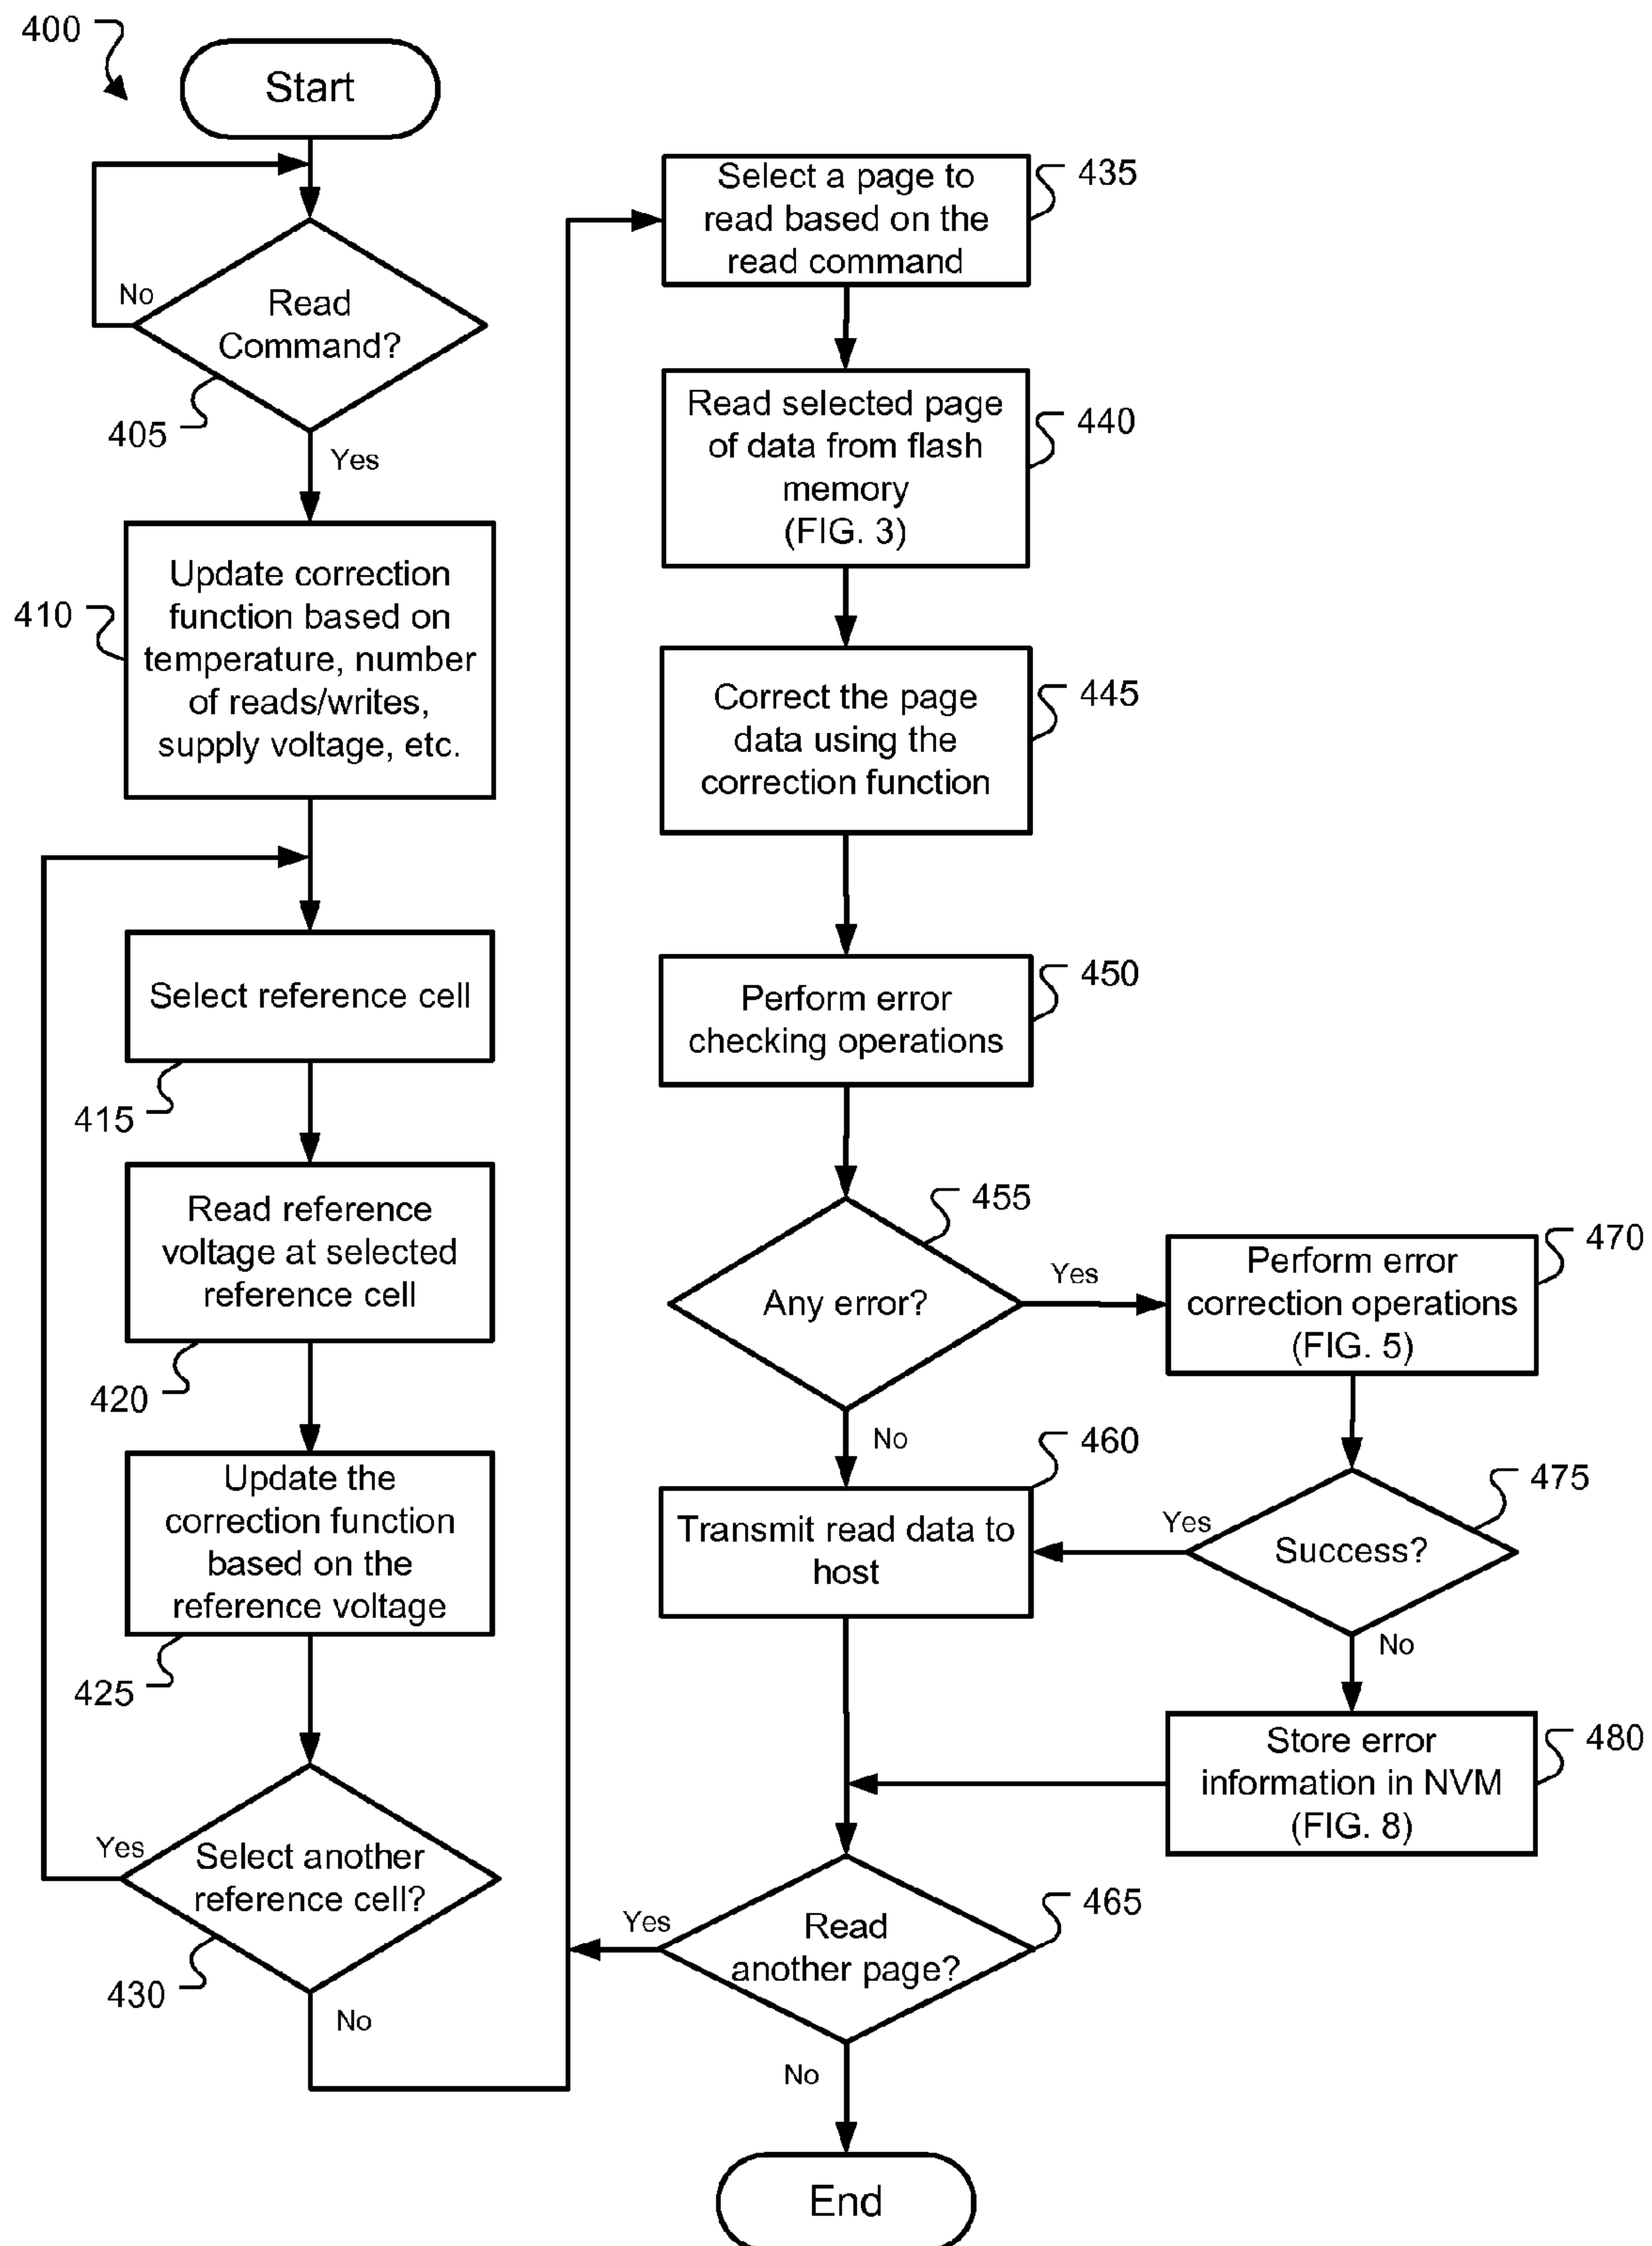 400
Start
No
Read
Command?
405
Yes
410
Update correction
function based on
temperature, number
of reads/writes,
supply voltage, etc.
Select reference cell
415
Read reference
voltage at selected
reference cell
420
Update the
correction function
based on the
reference voltage
425
Yes
Select another
reference cell?
430
No
Select a page to
read based on the
read command
435
Read selected page
of data from flash
memory
(FIG. 3)
440
Correct the page
data using the
correction function
445
Perform error
checking operations
450
455
Any error?
Yes
No
Perform error
correction operations
(FIG. 5)
470
460
Transmit read data to
host
475
Yes
Success?
No
Store error
information in NVM
(FIG. 8)
480
465
Yes
Read
another page?
No
End